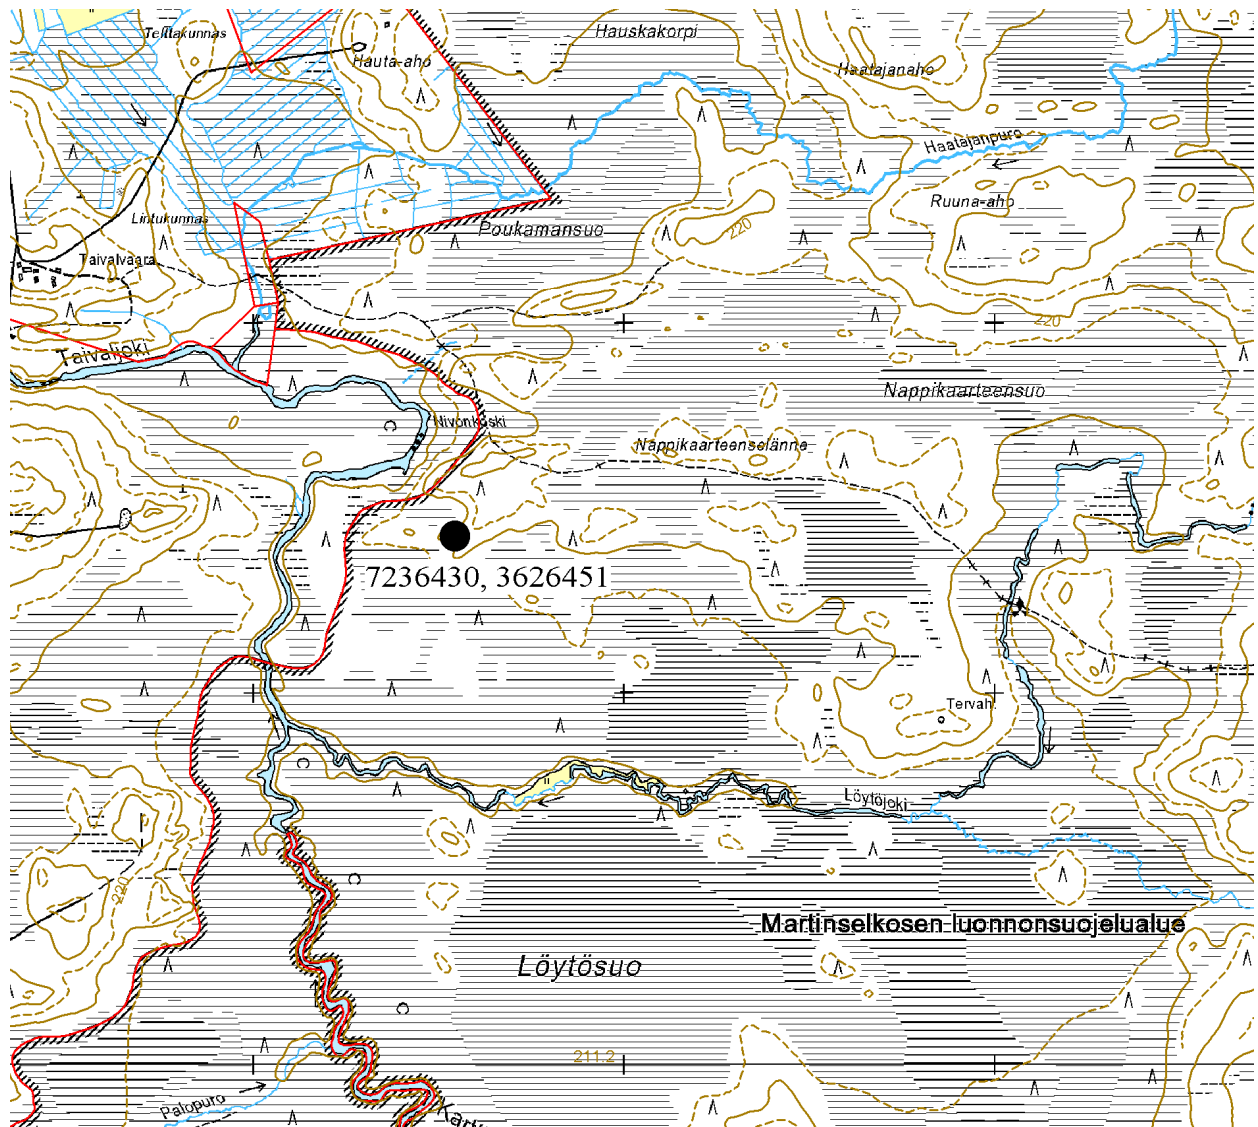 Telttakunnas
Hauskakorpi
Hauta-aho
Haatajanaho
Haatajanpuro
Ruuna-aho
Lintukunnas
Poukamansuo
220
Taivalvaara
220
Taivaljoki
Nappikaarteensuo
Nivonkoski
Nappikaarteenselänne
7236430, 3626451
Tervah.
Löytöjoki
220
Martinselkosen luonnonsuojelualue
Löytösuo
211.2
Palopuro